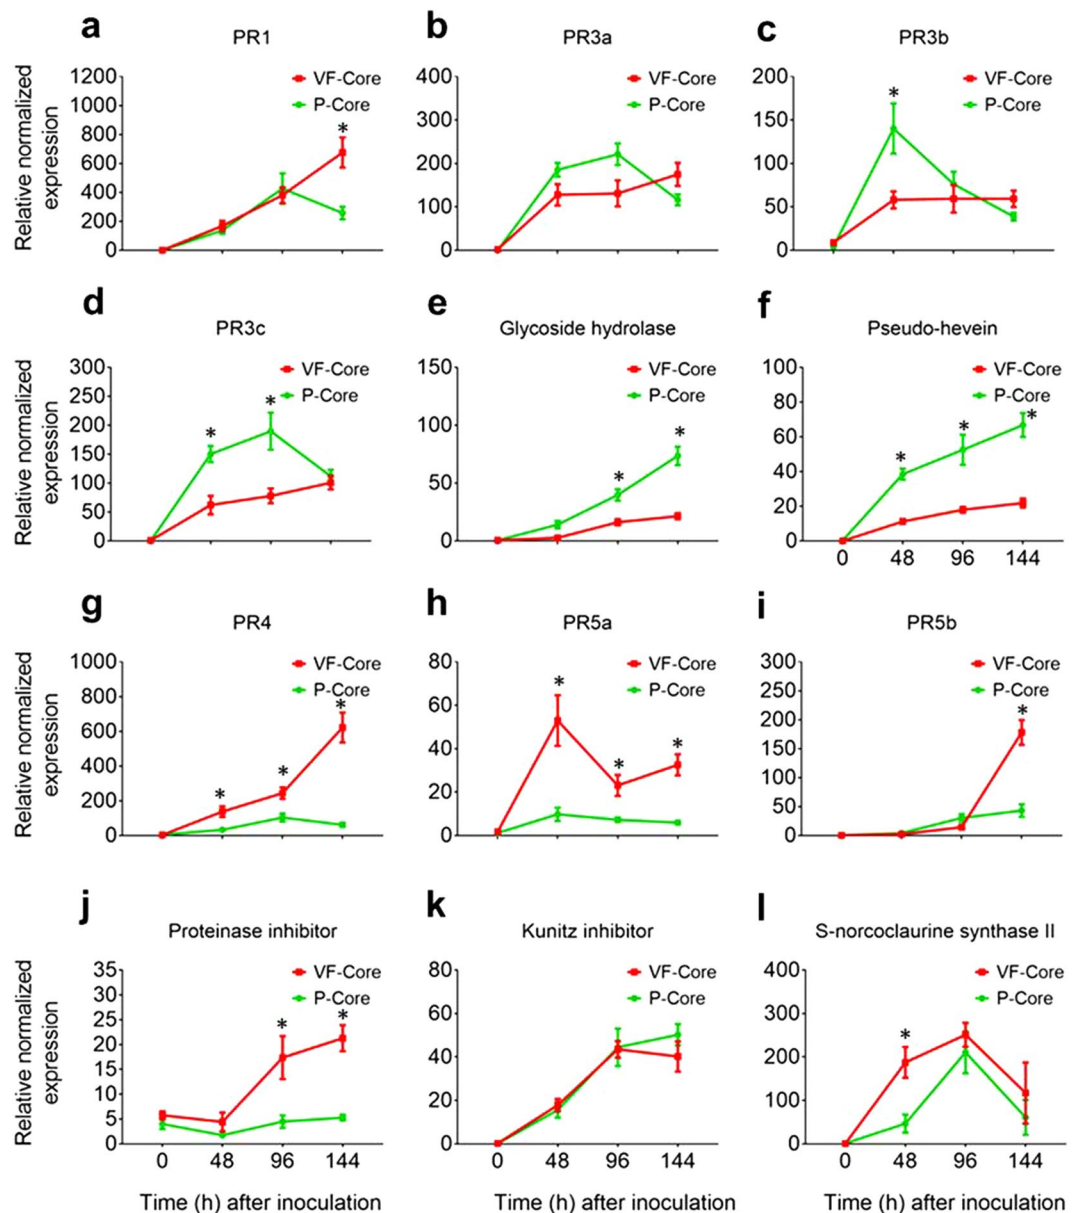 a
PR1
Relative normalized
expression
1200
1000
800
600
400
200
0
VF-Core
P-Core
*
b
PR3a
400
300
200
100
0
VF-Core
P-Core
c
PR3b
200
150
100
50
0
VF-Core
P-Core
*
d
PR3c
Relative normalized
expression
300
250
200
150
100
50
0
VF-Core
P-Core
*
*
e
Glycoside hydrolase
150
100
50
0
VF-Core
P-Core
*
*
f
Pseudo-hevein
100
80
60
40
20
0
VF-Core
P-Core
*
*
*
0 48 96 144
g
PR4
Relative normalized
expression
1000
800
600
400
200
0
VF-Core
P-Core
*
*
*
h
PR5a
80
60
40
20
0
VF-Core
P-Core
*
*
*
i
PR5b
300
250
200
150
100
50
0
VF-Core
P-Core
*
j
Proteinase inhibitor
Relative normalized
expression
35
30
25
20
15
10
5
0
VF-Core
P-Core
*
*
0 48 96 144
Time (h) after inoculation
k
Kunitz inhibitor
80
60
40
20
0
VF-Core
P-Core
0 48 96 144
Time (h) after inoculation
l
S-norcoclaurine synthase II
400
300
200
100
0
VF-Core
P-Core
*
0 48 96 144
Time (h) after inoculation